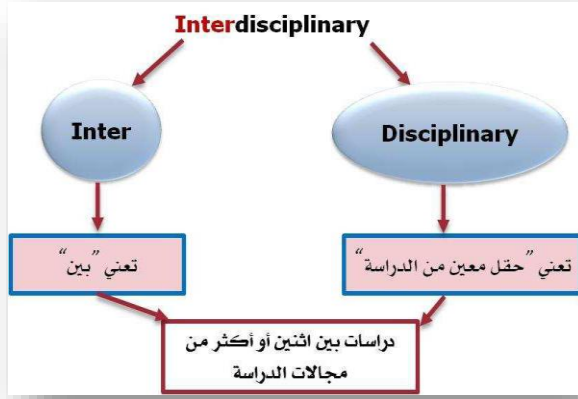 Interdisciplinary
Inter
Disciplinary
تعني "بين"
تعني "حقل معين من الدراسة"
دراسات بين اثنين أو أكثر من
مجالات الدراسة